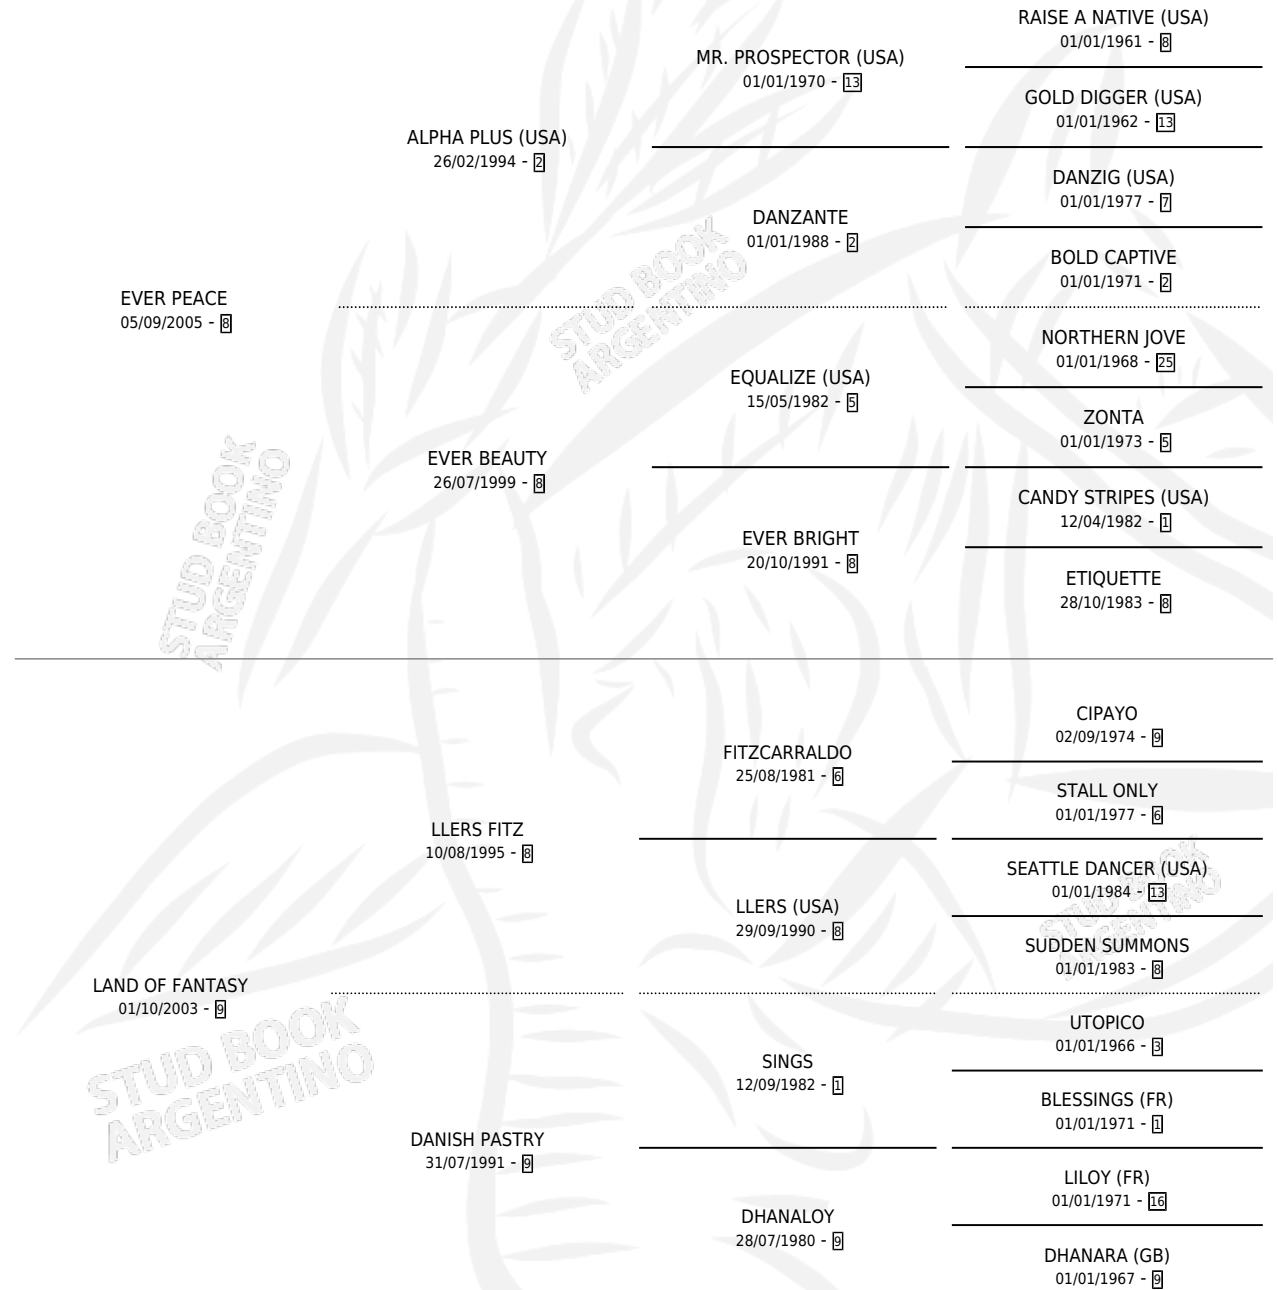 RAISE A NATIVE (USA)
01/01/1961 - 8
MR. PROSPECTOR (USA)
01/01/1970 - 13
GOLD DIGGER (USA)
01/01/1962 - 13
ALPHA PLUS (USA)
26/02/1994 - 2
DANZIG (USA)
01/01/1977 - 7
DANZANTE
01/01/1988 - 2
BOLD CAPTIVE
01/01/1971 - 2
EVER PEACE
05/09/2005 - 8
NORTHERN JOVE
01/01/1968 - 25
EQUALIZE (USA)
15/05/1982 - 5
ZONTA
01/01/1973 - 5
EVER BEAUTY
26/07/1999 - 8
CANDY STRIPES (USA)
12/04/1982 - 1
EVER BRIGHT
20/10/1991 - 8
ETIQUETTE
28/10/1983 - 8
STUD BOOK
ARGENTINO
STUD BOOK
ARGENTINO
CIPAYO
02/09/1974 - 9
FITZCARRALDO
25/08/1981 - 6
STALL ONLY
01/01/1977 - 6
LLERS FITZ
10/08/1995 - 8
SEATTLE DANCER (USA)
01/01/1984 - 13
LLERS (USA)
29/09/1990 - 8
SUDDEN SUMMONS
01/01/1983 - 8
LAND OF FANTASY
01/10/2003 - 9
UTOPICO
01/01/1966 - 3
SINGS
12/09/1982 - 1
BLESSINGS (FR)
01/01/1971 - 1
DANISH PASTRY
31/07/1991 - 9
LILOY (FR)
01/01/1971 - 16
DHANALOY
28/07/1980 - 9
DHANARA (GB)
01/01/1967 - 9
STUD BOOK
ARGENTINO
STUD BOOK
ARGENTINO